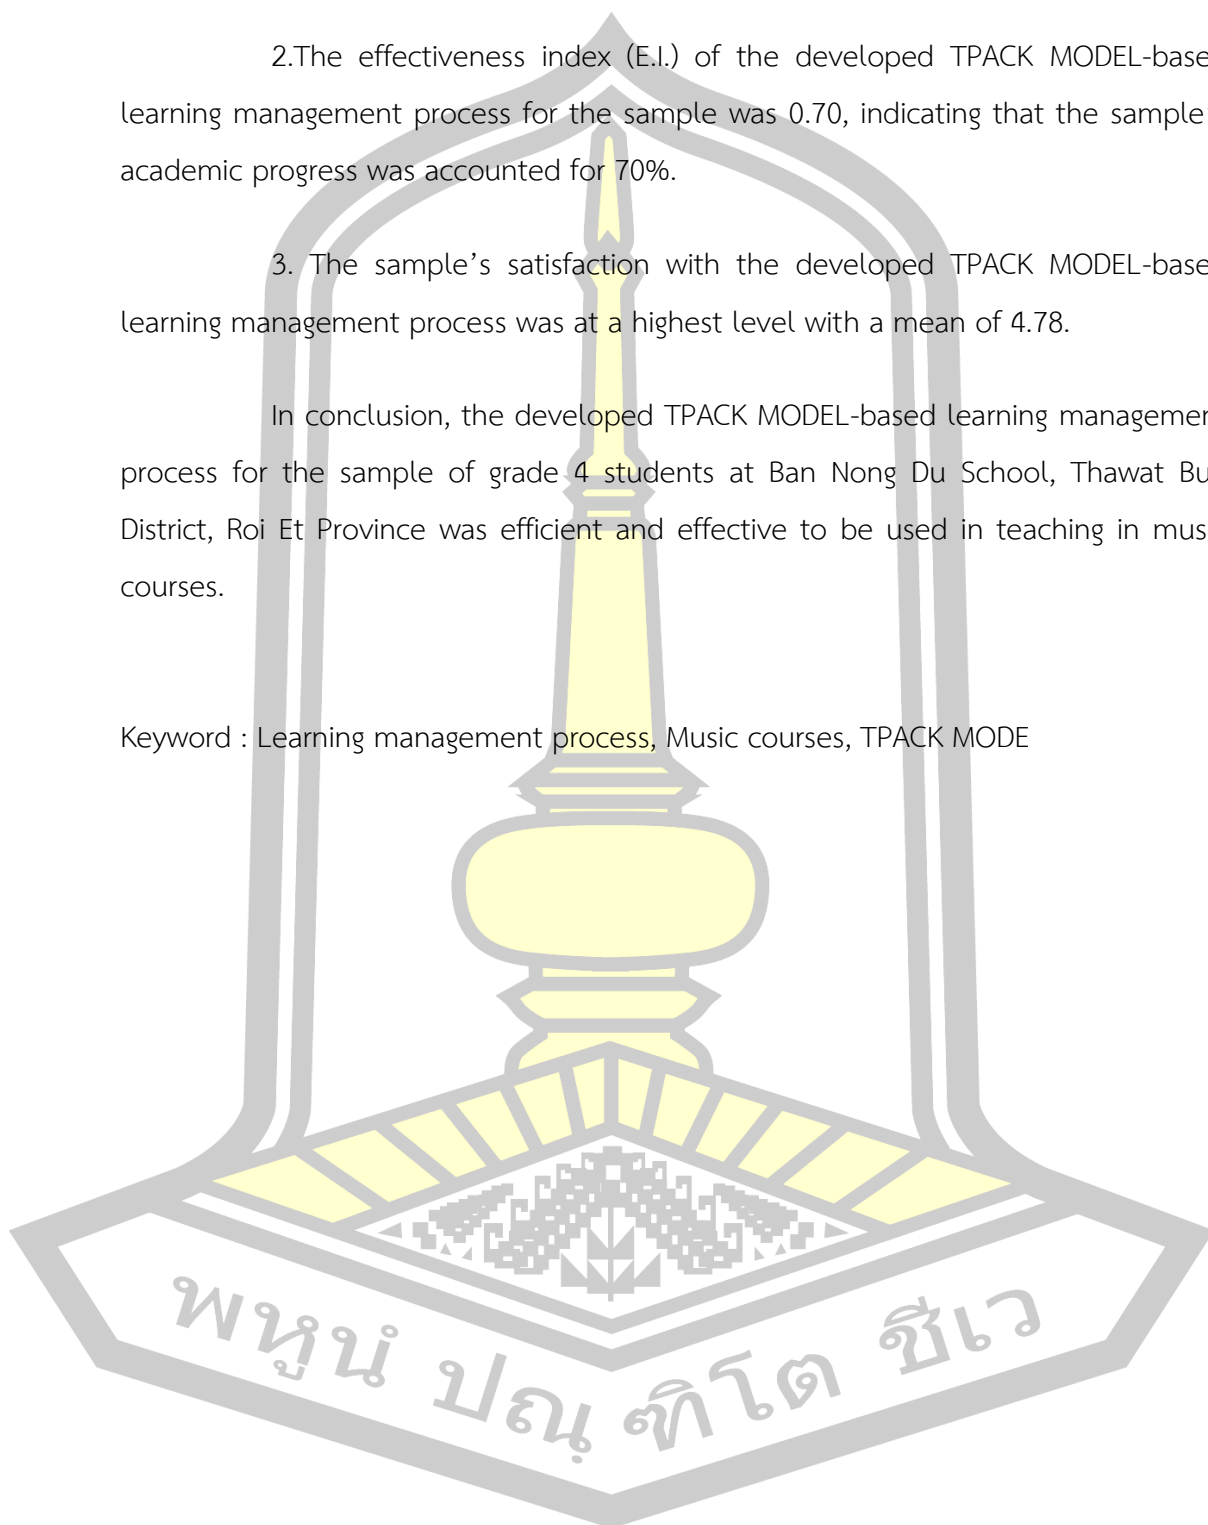 2.The effectiveness index (E.I.) of the developed TPACK MODEL-base
learning management process for the sample was 0.70, indicating that the sample
academic progress was accounted for 70%.
3. The sample’s satisfaction with the developed TPACK MODEL-base
learning management process was at a highest level with a mean of 4.78.
In conclusion, the developed TPACK MODEL-based learning managemen
process for the sample of grade 4 students at Ban Nong Du School, Thawat Bu
District, Roi Et Province was efficient and effective to be used in teaching in mus
courses.
Keyword : Learning management process, Music courses, TPACK MODE
พหูนํ ปณฺฑิโต ชีเว